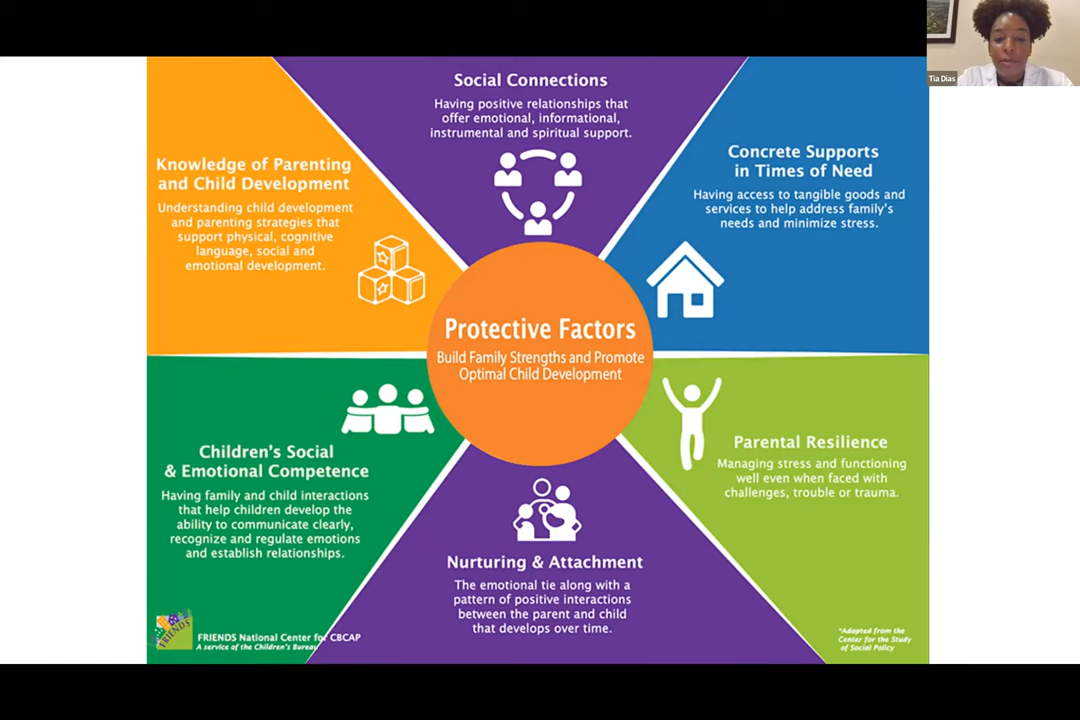 Tia Dias
Social Connections
Having positive relationships that
offer emotional, informational,
instrumental and spiritual support.
Knowledge of Parenting
and Child Development
Understanding child development
and parenting strategies that
support physical, cognitive
language, social and
emotional development.
Concrete Supports
in Times of Need
Having access to tangible goods and
services to help address family's
needs and minimize stress.
Protective Factors
Build Family Strengths and Promote
Optimal Child Development
Children's Social
& Emotional Competence
Having family and child interactions
that help children develop the
ability to communicate clearly,
recognize and regulate emotions
and establish relationships.
Parental Resilience
Managing stress and functioning
well even when faced with
challenges, trouble or trauma.
Nurturing & Attachment
The emotional tie along with a
pattern of positive interactions
between the parent and child
that develops over time.
FRIENDS
FRIENDS National Center for CBCAP
A service of the Children's Bureau
*Adapted from the
Center for the Study
of Social Policy